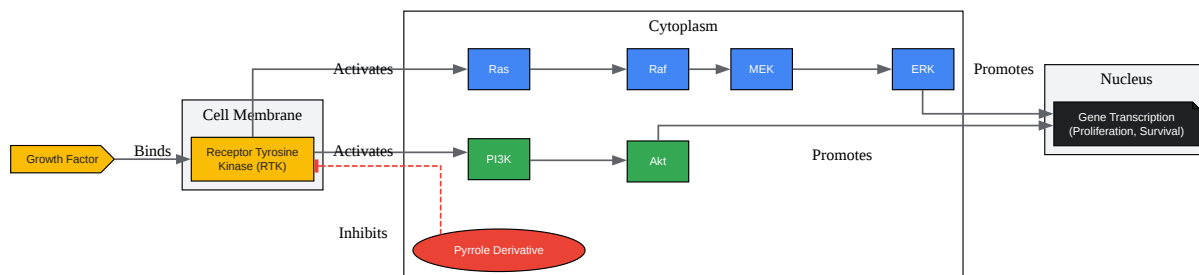 Cytoplasm
Activates
Ras
Raf
MEK
ERK
Promotes
Nucleus
Gene Transcription
(Proliferation, Survival)
Cell Membrane
Growth Factor
Binds
Receptor Tyrosine
Kinase (RTK)
Activates
PI3K
Akt
Promotes
Inhibits
Pyrrole Derivative